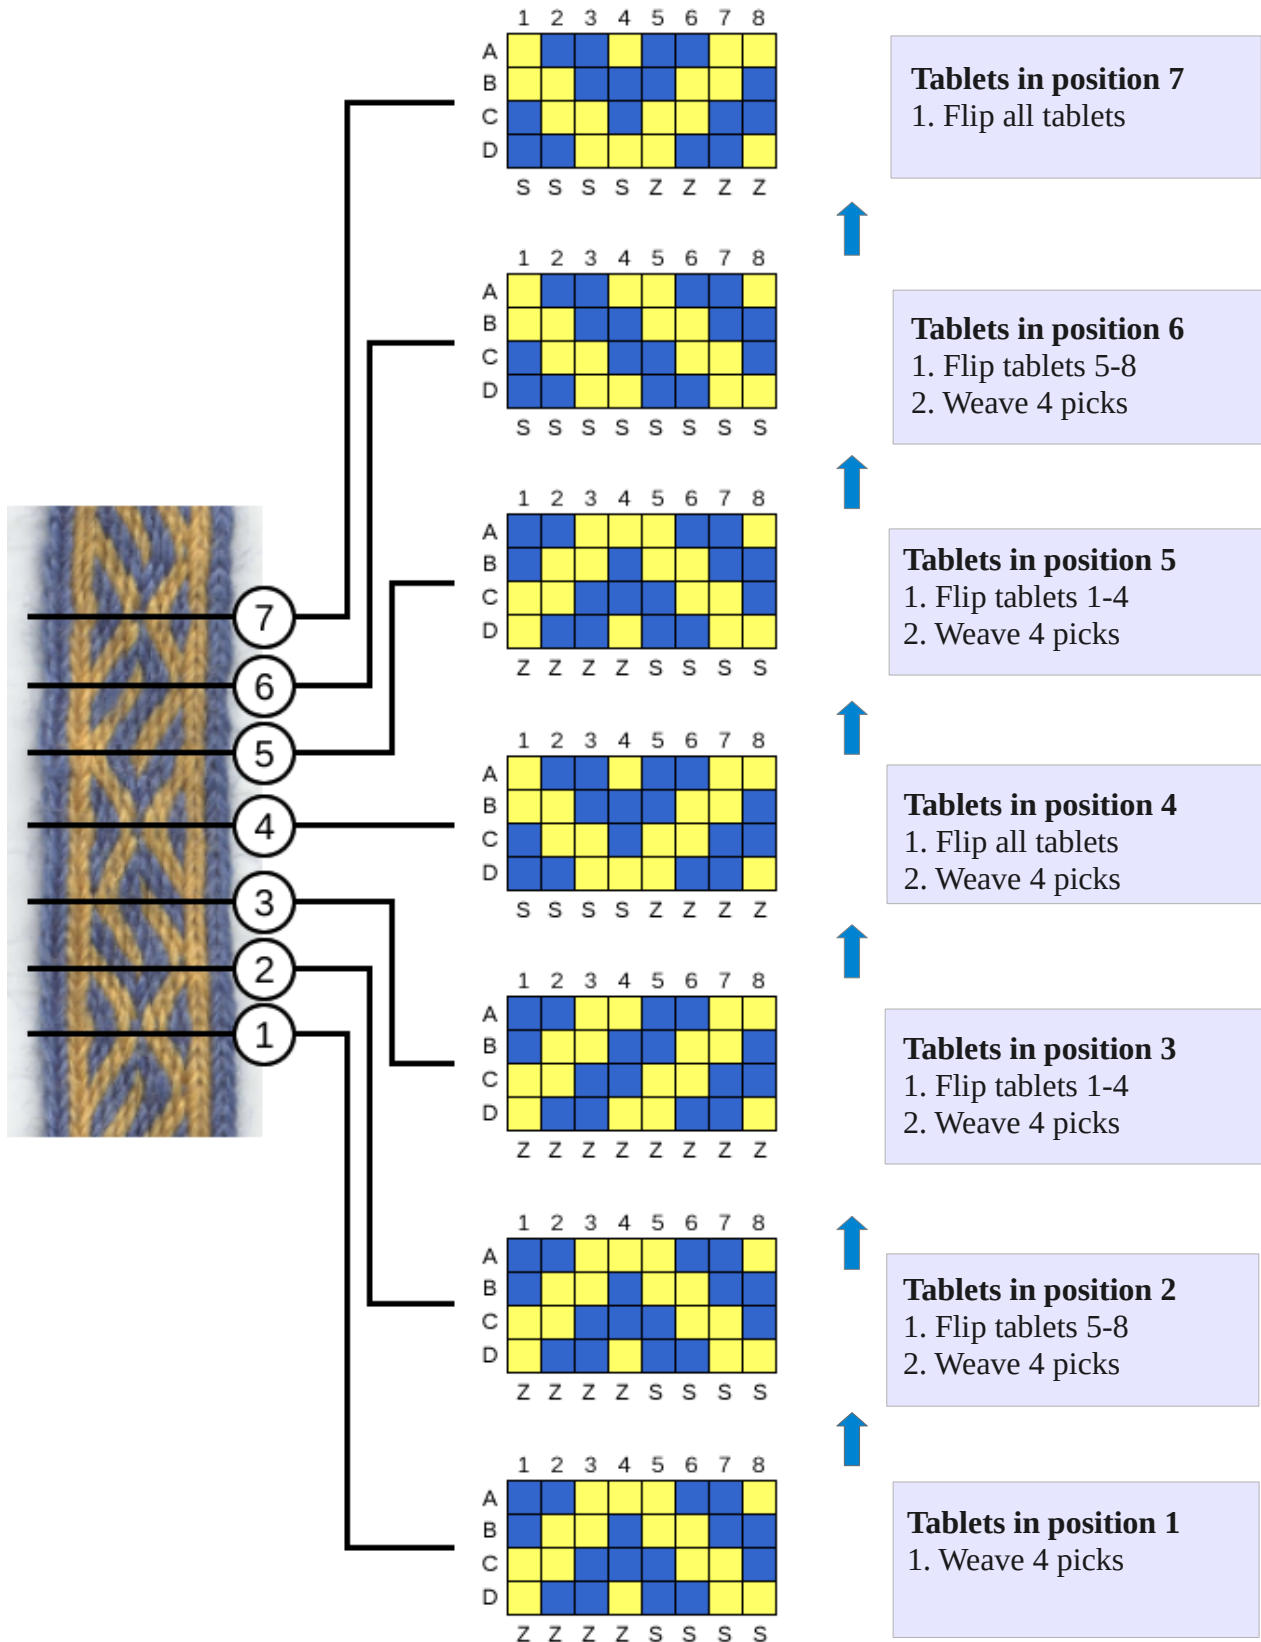 1 2 3 4 5 6 7 8
A
B
C
D
S S S S Z Z Z Z
Tablets in position 7
1. Flip all tablets
1 2 3 4 5 6 7 8
A
B
C
D
S S S S S S S S
Tablets in position 6
1. Flip tablets 5-8
2. Weave 4 picks
1 2 3 4 5 6 7 8
A
B
C
D
Z Z Z Z S S S S
Tablets in position 5
1. Flip tablets 1-4
2. Weave 4 picks
1 2 3 4 5 6 7 8
A
B
C
D
S S S S Z Z Z Z
Tablets in position 4
1. Flip all tablets
2. Weave 4 picks
1 2 3 4 5 6 7 8
A
B
C
D
Z Z Z Z Z Z Z Z
Tablets in position 3
1. Flip tablets 1-4
2. Weave 4 picks
1 2 3 4 5 6 7 8
A
B
C
D
Z Z Z Z S S S S
Tablets in position 2
1. Flip tablets 5-8
2. Weave 4 picks
1 2 3 4 5 6 7 8
A
B
C
D
Z Z Z Z S S S S
Tablets in position 1
1. Weave 4 picks
7
6
5
4
3
2
1